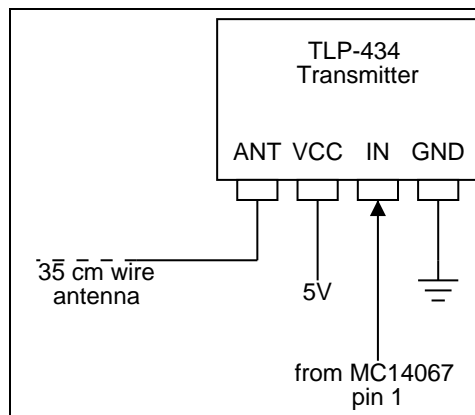 TLP-434
Transmitter
ANT VCC IN GND
35 cm wire
antenna
5V
from MC14067
pin 1